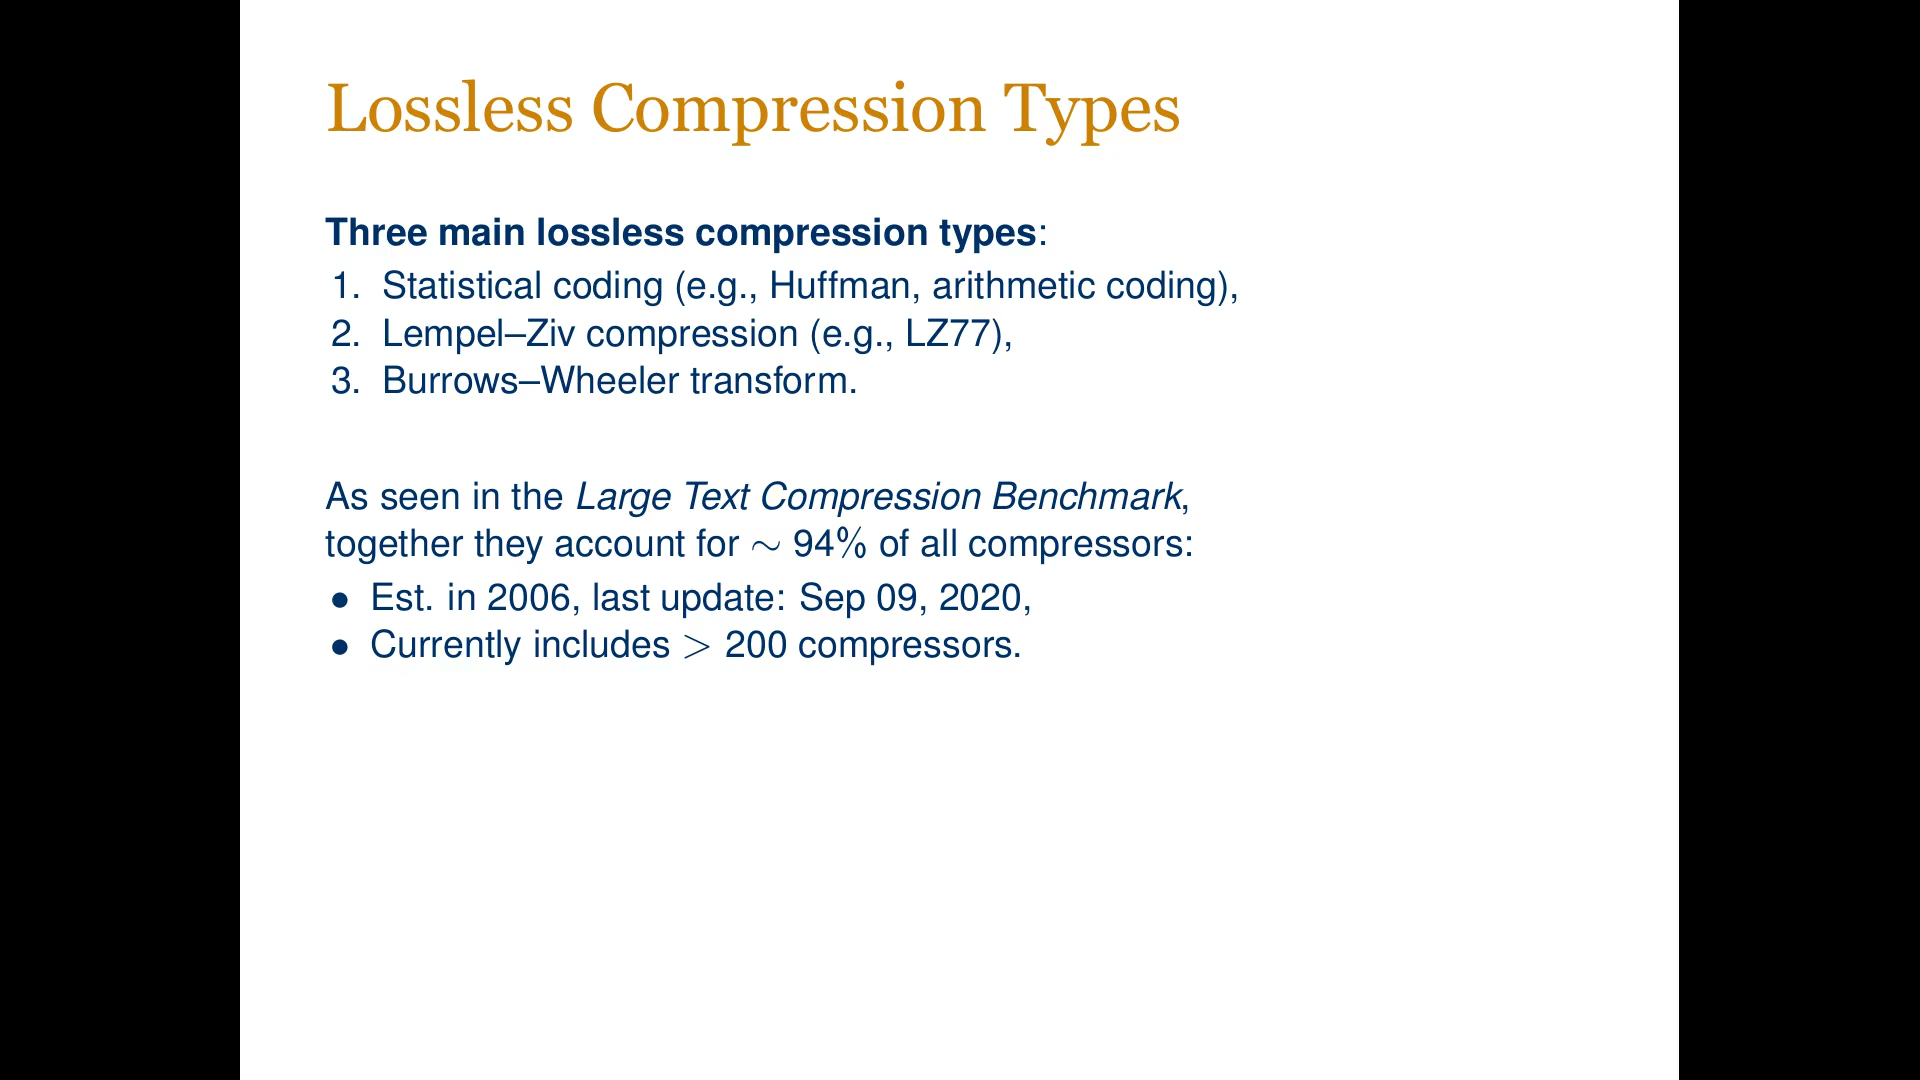 Lossless Compression Types
Three main lossless compression types:
1. Statistical coding (e.g., Huffman, arithmetic coding),
2. Lempel–Ziv compression (e.g., LZ77),
3. Burrows–Wheeler transform.
As seen in the Large Text Compression Benchmark,
together they account for ∼ 94% of all compressors:
• Est. in 2006, last update: Sep 09, 2020,
• Currently includes > 200 compressors.